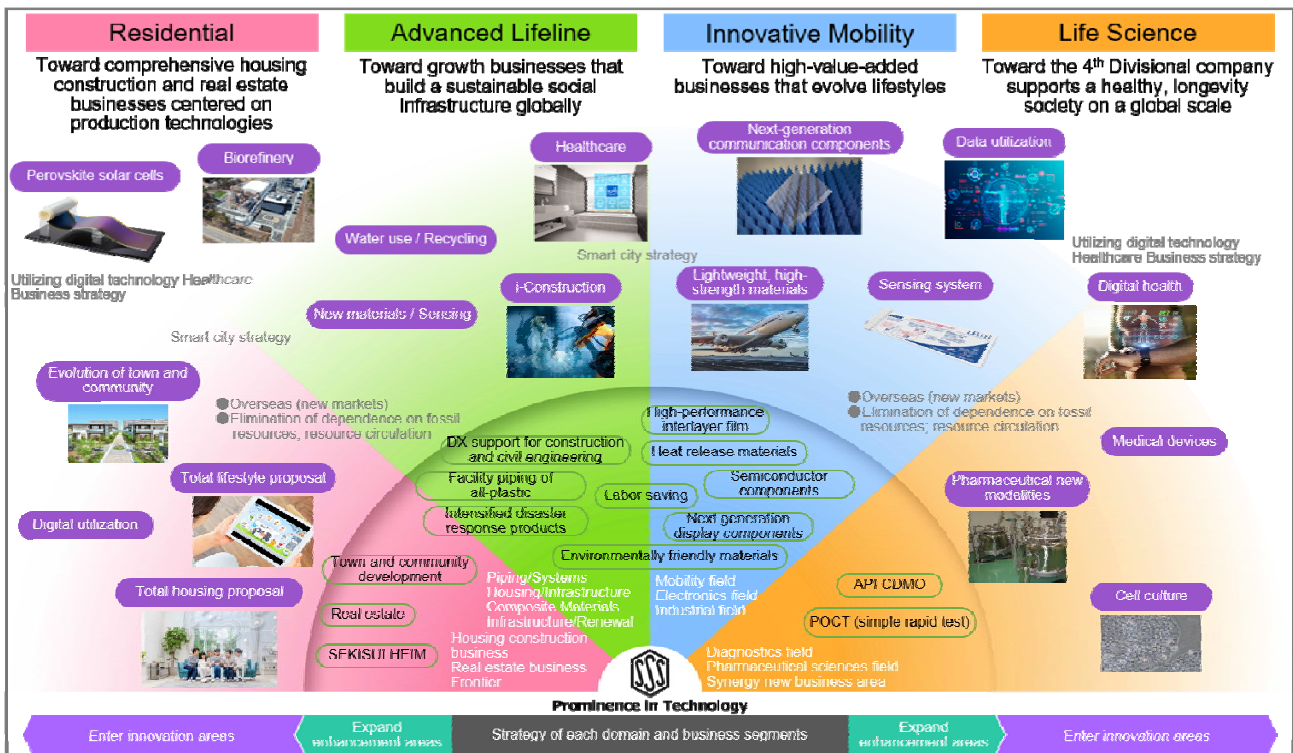 Residential
Toward comprehensive housing
construction and real estate
businesses centered on
production technologies
Advanced Lifeline
Toward growth businesses that
build a sustainable social
infrastructure globally
Innovative Mobility
Toward high-value-added
businesses that evolve lifestyles
Life Science
Toward the 4th Divisional company
supports a healthy, longevity
society on a global scale
Perovskite solar cells
Biorefinery
Utilizing digital technology Healthcare
Business strategy
Smart city strategy
Evolution of town and
community
●Overseas (new markets)
●Elimination of dependence on fossil
resources; resource circulation
Total lifestyle proposal
Digital utilization
Total housing proposal
Healthcare
Water use / Recycling
Smart city strategy
i-Construction
New materials / Sensing
Next-generation
communication components
Lightweight, high-
strength materials
Sensing system
Data utilization
Utilizing digital technology
Healthcare Business strategy
Digital health
●Overseas (new markets)
●Elimination of dependence on fossil
resources; resource circulation
Medical devices
Pharmaceutical new
modalities
Cell culture
High-performance
interlayer film
DX support for construction
and civil engineering
Heat release materials
Facility piping of
all-plastic
Labor saving
Semiconductor
components
Intensified disaster
response products
Next generation
display components
Environmentally friendly materials
Town and community
development
Real estate
SEKISUI HEIM
Piping/Systems
Housing/Infrastructure
Composite Materials
Infrastructure/Renewal
Housing construction
business
Real estate business
Frontier
Mobility field
Electronics field
Industrial field
API CDMO
POCT (simple rapid test)
Diagnostics field
Pharmaceutical sciences field
Synergy new business area
Prominence in Technology
Enter innovation areas
Expand
enhancement areas
Strategy of each domain and business segments
Expand
enhancement areas
Enter innovation areas